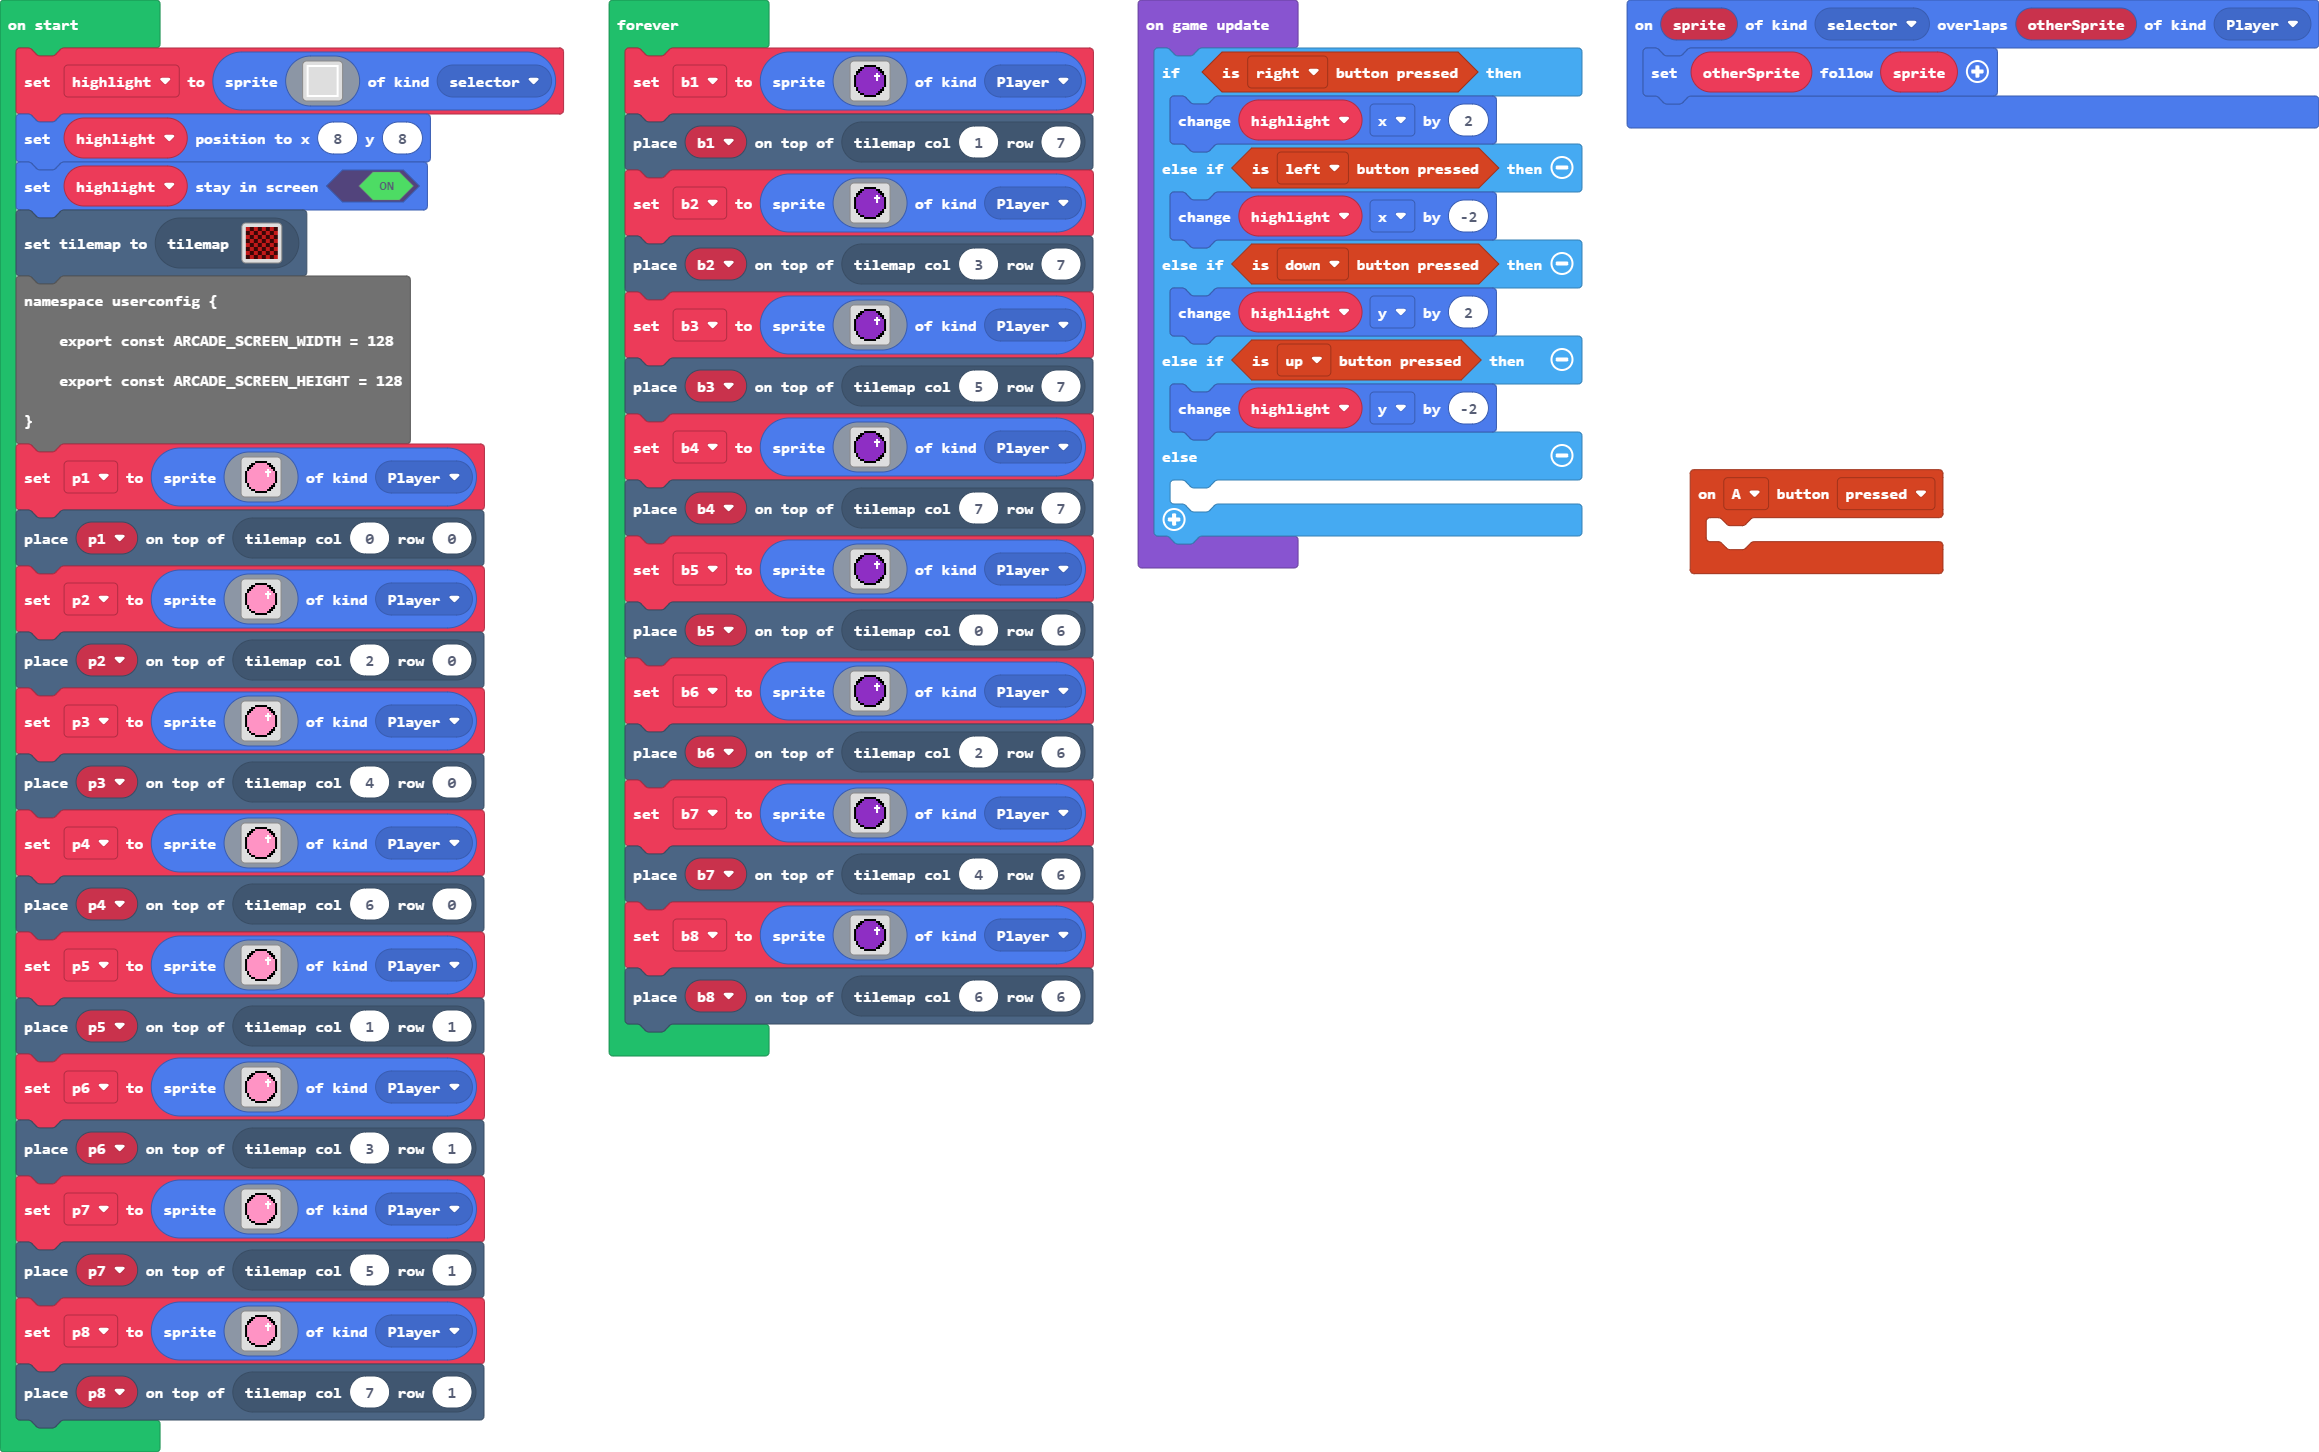 on start
set highlight to sprite of kind selector
set highlight position to x 8 y 8
set highlight stay in screen ON
set tilemap to tilemap
namespace userconfig {
export const ARCADE_SCREEN_WIDTH = 128
export const ARCADE_SCREEN_HEIGHT = 128
}
set p1 to sprite of kind Player
place p1 on top of tilemap col 0 row 0
set p2 to sprite of kind Player
place p2 on top of tilemap col 2 row 0
set p3 to sprite of kind Player
place p3 on top of tilemap col 4 row 0
set p4 to sprite of kind Player
place p4 on top of tilemap col 6 row 0
set p5 to sprite of kind Player
place p5 on top of tilemap col 1 row 1
set p6 to sprite of kind Player
place p6 on top of tilemap col 3 row 1
set p7 to sprite of kind Player
place p7 on top of tilemap col 5 row 1
set p8 to sprite of kind Player
place p8 on top of tilemap col 7 row 1
forever
set b1 to sprite of kind Player
place b1 on top of tilemap col 1 row 7
set b2 to sprite of kind Player
place b2 on top of tilemap col 3 row 7
set b3 to sprite of kind Player
place b3 on top of tilemap col 5 row 7
set b4 to sprite of kind Player
place b4 on top of tilemap col 7 row 7
set b5 to sprite of kind Player
place b5 on top of tilemap col 0 row 6
set b6 to sprite of kind Player
place b6 on top of tilemap col 2 row 6
set b7 to sprite of kind Player
place b7 on top of tilemap col 4 row 6
set b8 to sprite of kind Player
place b8 on top of tilemap col 6 row 6
on game update
if is right button pressed then
change highlight x by 2
else if is left button pressed then
change highlight x by -2
else if is down button pressed then
change highlight y by 2
else if is up button pressed then
change highlight y by -2
else
on sprite of kind selector overlaps otherSprite of kind Player
set otherSprite follow sprite
on A button pressed